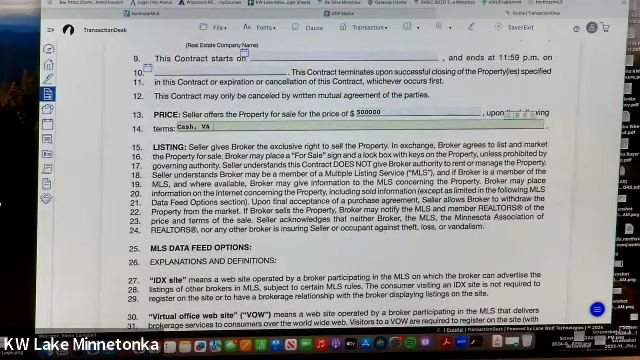 TransactionDesk
File
Fonts
Clause
Transaction
Save/Exit
(Real Estate Company Name)
9. This Contract starts on , and ends at 11:59 p.m. on
10. . This Contract terminates upon successful closing of the Property(ies) specified
11. in this Contract or expiration or cancellation of this Contract, whichever occurs first.
12. This Contract may only be canceled by written mutual agreement of the parties.
13. PRICE: Seller offers the Property for sale for the price of $ 500000 , upon the following
14. terms: Cash, VA
15. LISTING: Seller gives Broker the exclusive right to sell the Property. In exchange, Broker agrees to list and market
16. the Property for sale. Broker may place a "For Sale" sign and a lock box with keys on the Property, unless prohibited by
17. governing authority. Seller understands this Contract DOES NOT give Broker authority to rent or manage the Property.
18. Seller understands Broker may be a member of a Multiple Listing Service ("MLS"), and if Broker is a member of the
19. MLS, and where available, Broker may give information to the MLS concerning the Property. Broker may place
20. information on the Internet concerning the Property, including sold information (except as limited in the following MLS
21. Data Feed Options section). Upon final acceptance of a purchase agreement, Seller allows Broker to withdraw the
22. Property from the market. If Broker sells the Property, Broker may notify the MLS and member REALTORS® of the
23. price and terms of the sale. Seller acknowledges that neither Broker, the MLS, the Minnesota Association of
24. REALTORS®, nor any other broker is insuring Seller or occupant against theft, loss, or vandalism.
25. MLS DATA FEED OPTIONS:
26. EXPLANATIONS AND DEFINITIONS:
27. "IDX site" means a web site operated by a broker participating in the MLS on which the broker can advertise the
28. listings of other brokers in MLS, subject to certain MLS rules. The consumer visiting an IDX site is not required to
29. register on the site or to have a brokerage relationship with the broker displaying listings on the site.
30. "Virtual office web site" ("VOW") means a web site operated by a broker participating in the MLS that delivers
31. brokerage services to consumers over the world wide web. Visitors to a VOW are required to register on the site (with
KW Lake Minnetonka